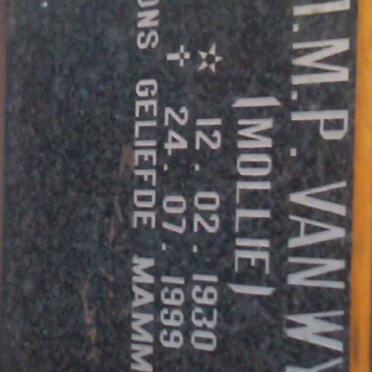 .M.P. VAN WY
(MOLLIE)
12. 02. 1930
24. 07. 1999
ONS GELIEFDE MAMM